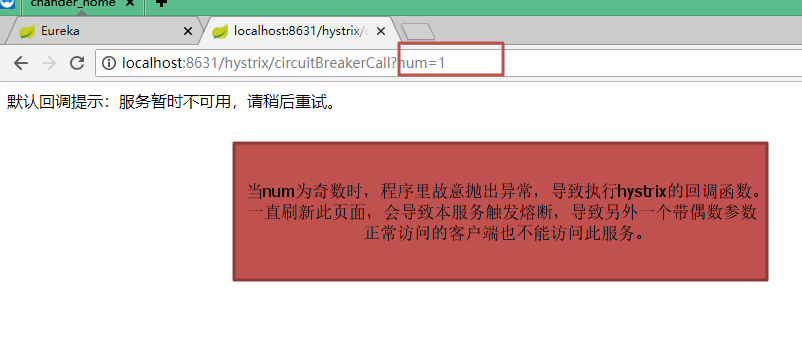 chander_home
Eureka
localhost:8631/hystrix/c
localhost:8631/hystrix/circuitBreakerCall?num=1
默认回调提示：服务暂时不可用，请稍后重试。
当num为奇数时，程序里故意抛出异常，导致执行hystrix的回调函数。
一直刷新此页面，会导致本服务触发熔断，导致另外一个带偶数参数
正常访问的客户端也不能访问此服务。